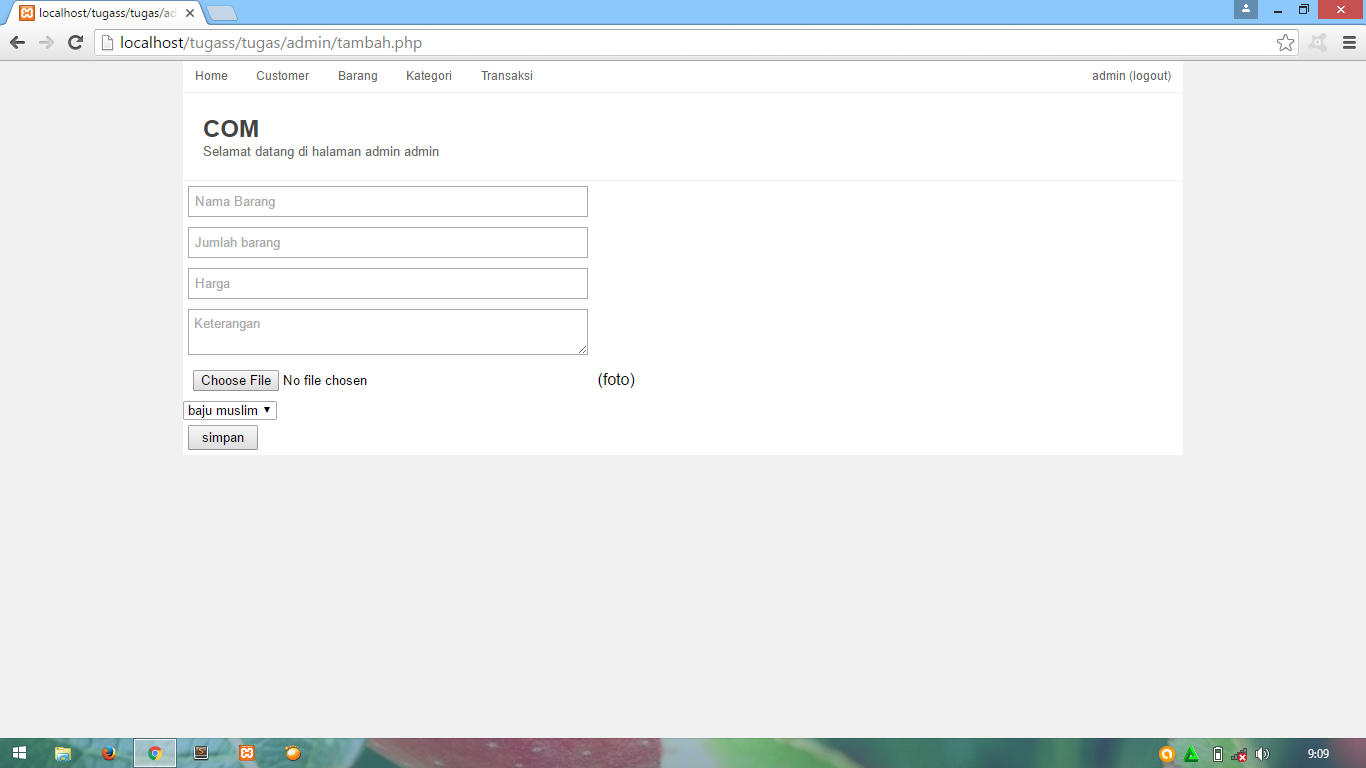 localhost/tugass/tugas/ad
localhost/tugass/tugas/admin/tambah.php
Home Customer Barang Kategori Transaksi admin (logout)
COM
Selamat datang di halaman admin admin
Nama Barang
Jumlah barang
Harga
Keterangan
Choose File No file chosen (foto)
baju muslim
simpan
9:09